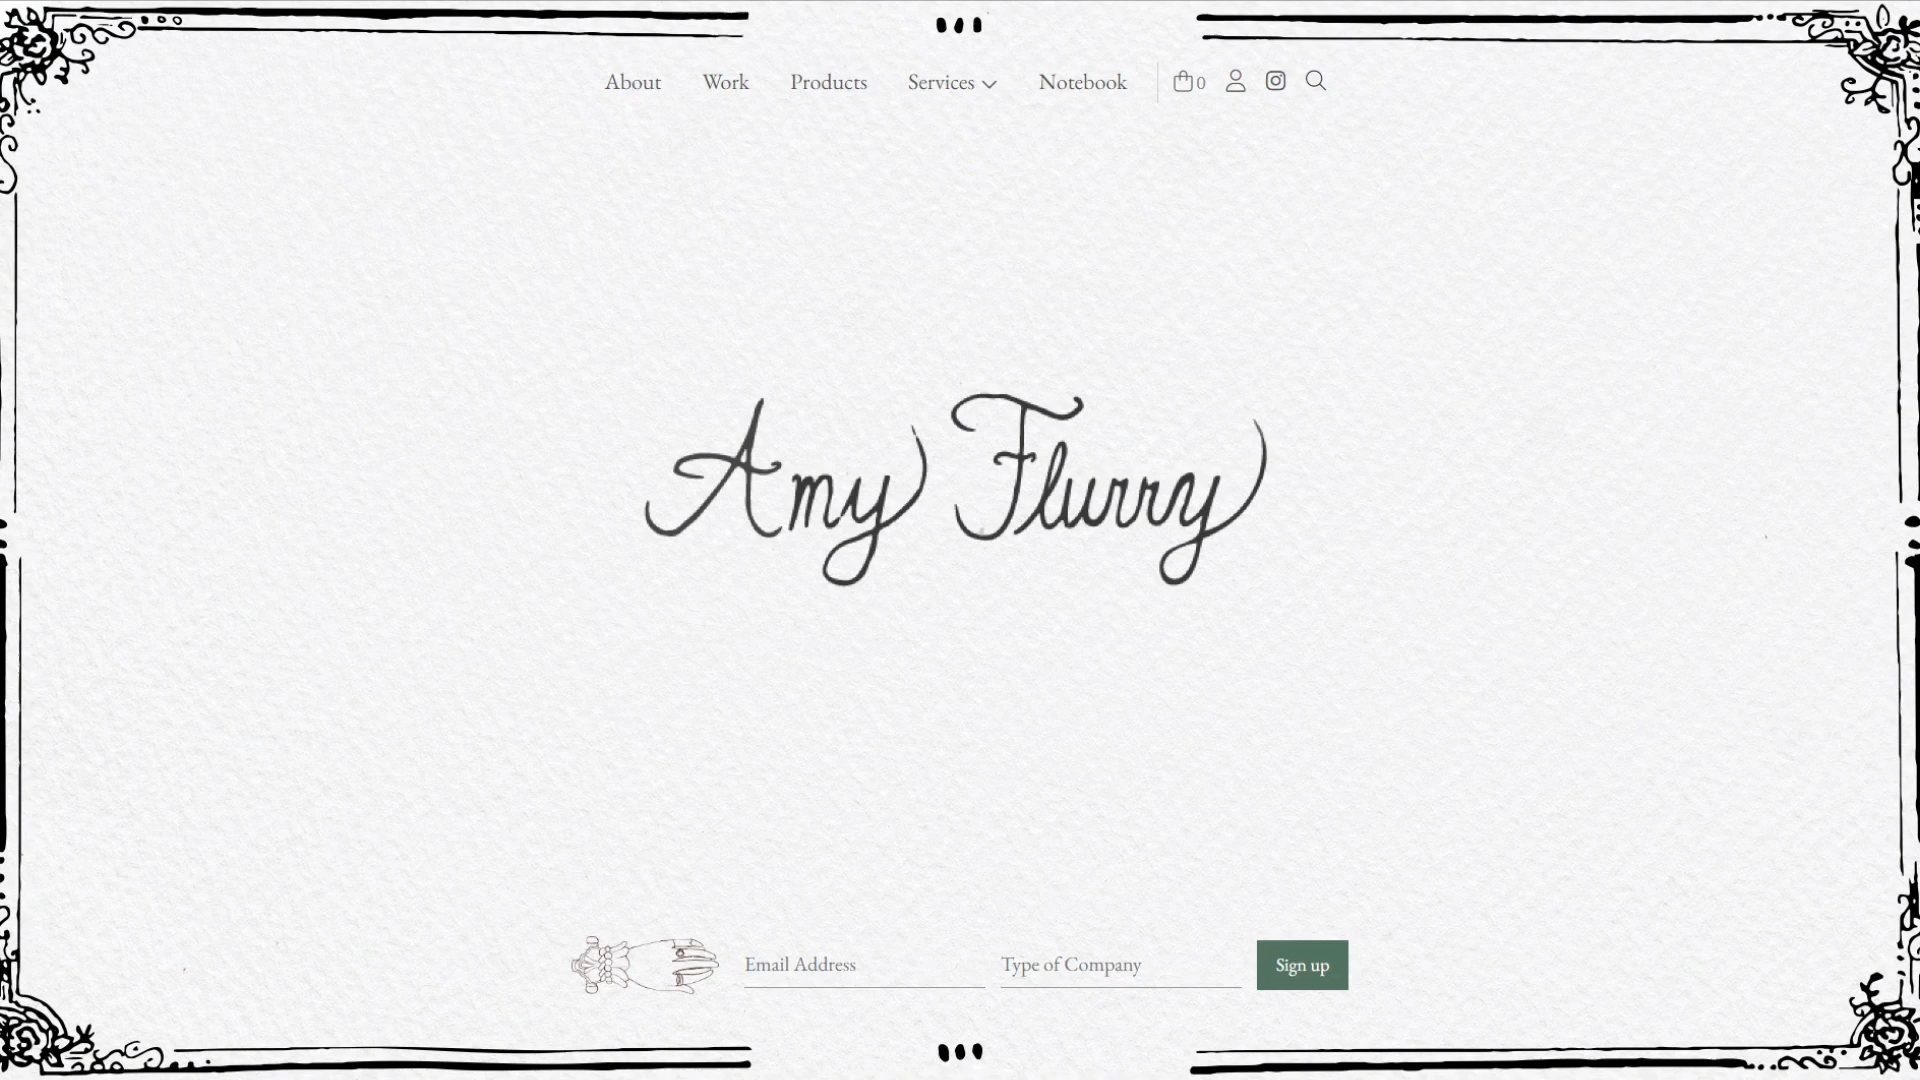 About Work Products Services Notebook 0
Amy Flurry
Email Address Type of Company Sign up